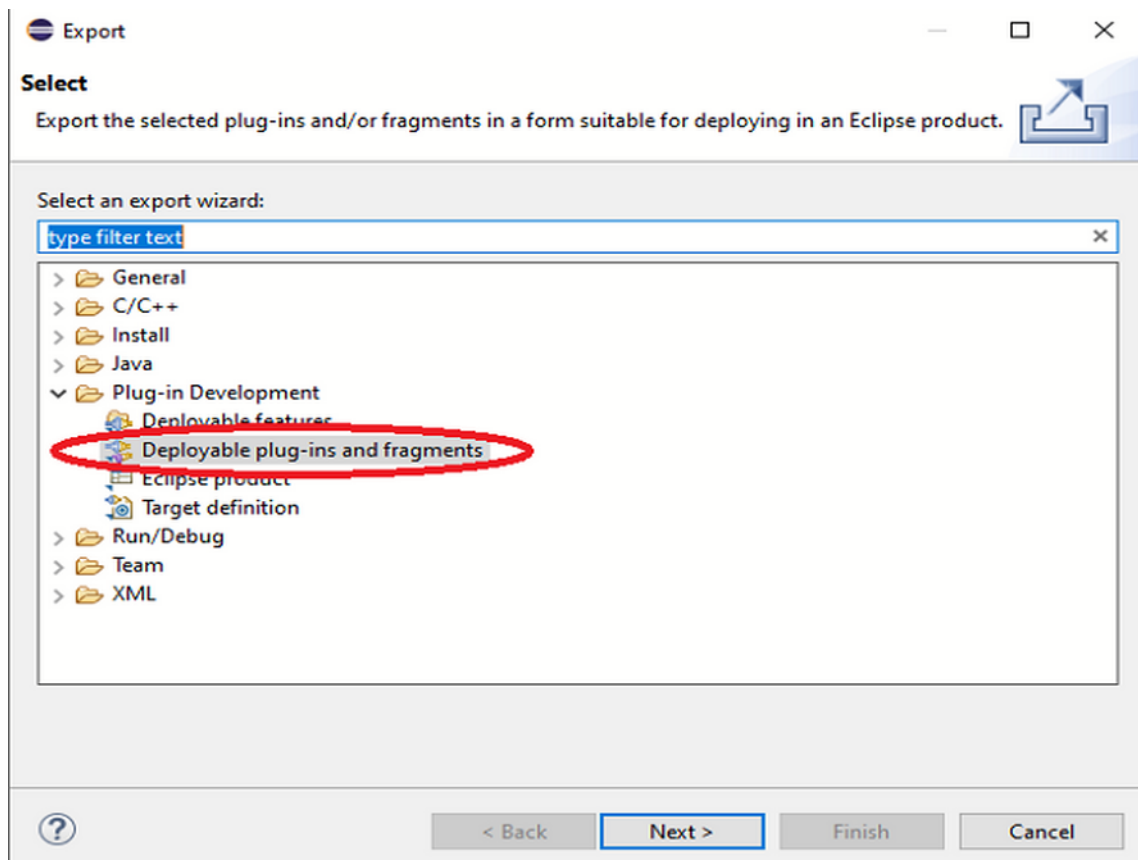 Export
Select
Export the selected plug-ins and/or fragments in a form suitable for deploying in an Eclipse product.
Select an export wizard:
type filter text
General
C/C++
Install
Java
Plug-in Development
Deployable features
Deployable plug-ins and fragments
Eclipse product
Target definition
Run/Debug
Team
XML
< Back Next > Finish Cancel